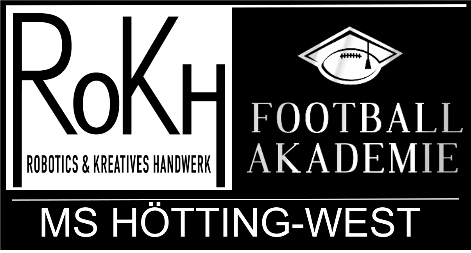 RoKH
ROBOTICS & KREATIVES HANDWERK
FOOTBALL
AKADEMIE
MS HÖTTING-WEST